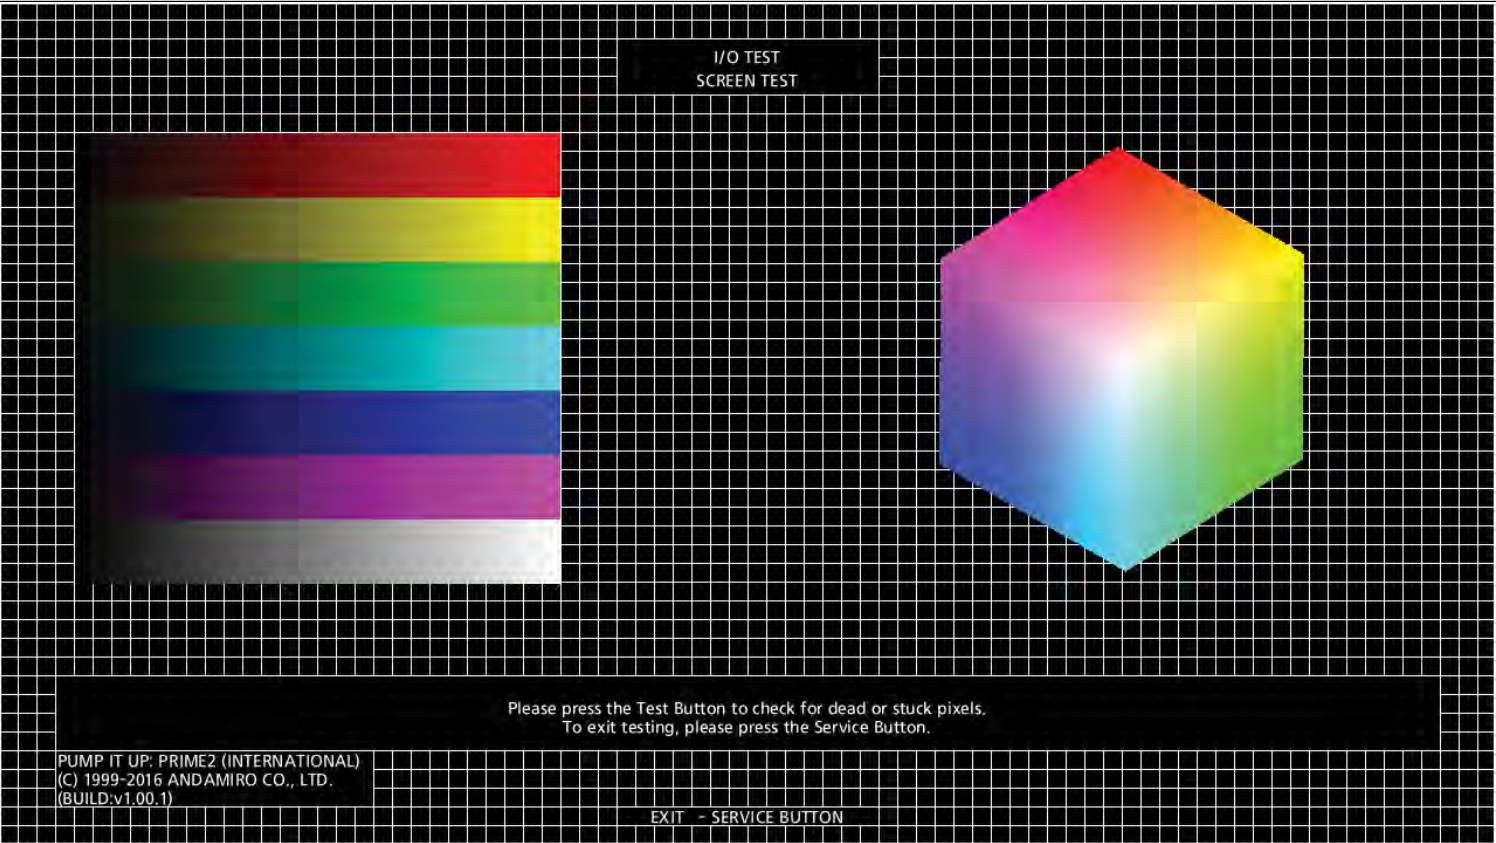 I/O TEST
SCREEN TEST
Please press the Test Button to check for dead or stuck pixels.
To exit testing, please press the Service Button.
PUMP IT UP: PRIME2 (INTERNATIONAL)
(C) 1999-2016 ANDAMIRO CO., LTD.
(BUILD:v1.00.1)
EXIT - SERVICE BUTTON